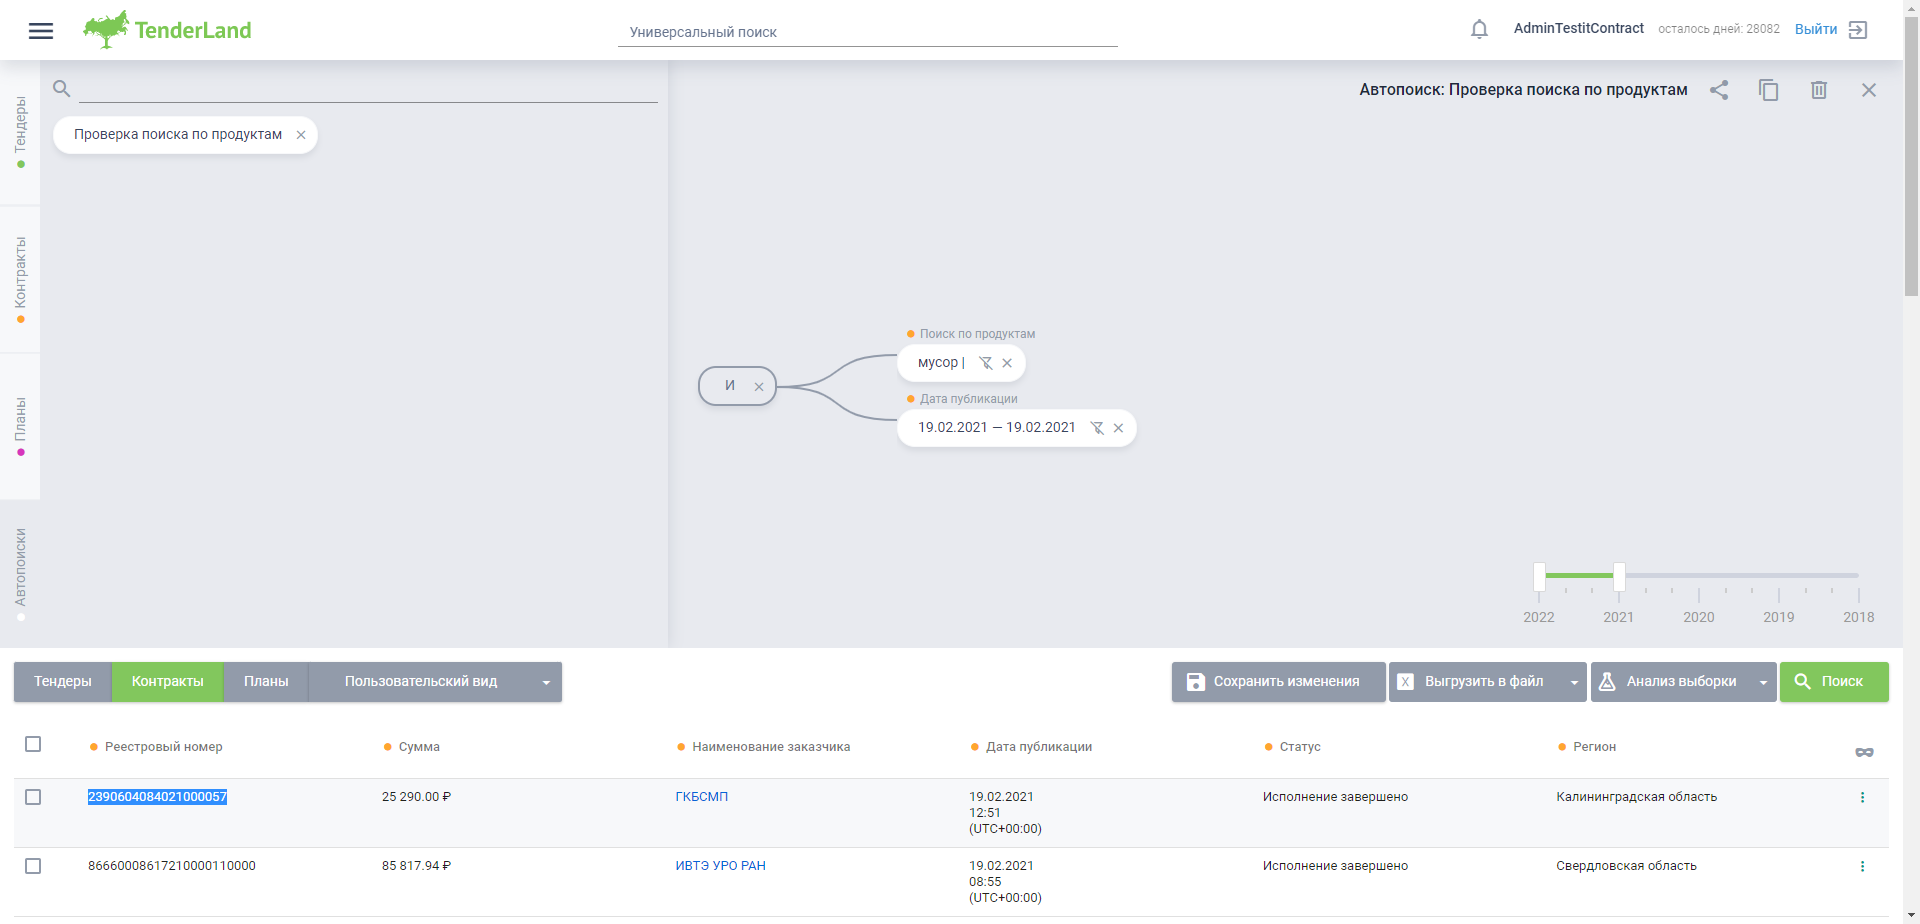 TenderLand
Универсальный поиск
AdminTestitContract
осталось дней: 28082
Выйти
Тендеры
Контракты
Планы
Автопоиски
Проверка поиска по продуктам
Автопоиск: Проверка поиска по продуктам
И
Поиск по продуктам
мусор |
Дата публикации
19.02.2021 — 19.02.2021
2022 2021 2020 2019 2018
Тендеры Контракты Планы Пользовательский вид
Сохранить изменения X Выгрузить в файл Анализ выборки Поиск
Реестровый номер Сумма Наименование заказчика Дата публикации Статус Регион
2390604084021000057 25 290.00 ₽ ГКБСМП 19.02.2021 Исполнение завершено Калининградская область
12:51
(UTC+00:00)
86660008617210000110000 85 817.94 ₽ ИВТЭ УРО РАН 19.02.2021 Исполнение завершено Свердловская область
08:55
(UTC+00:00)